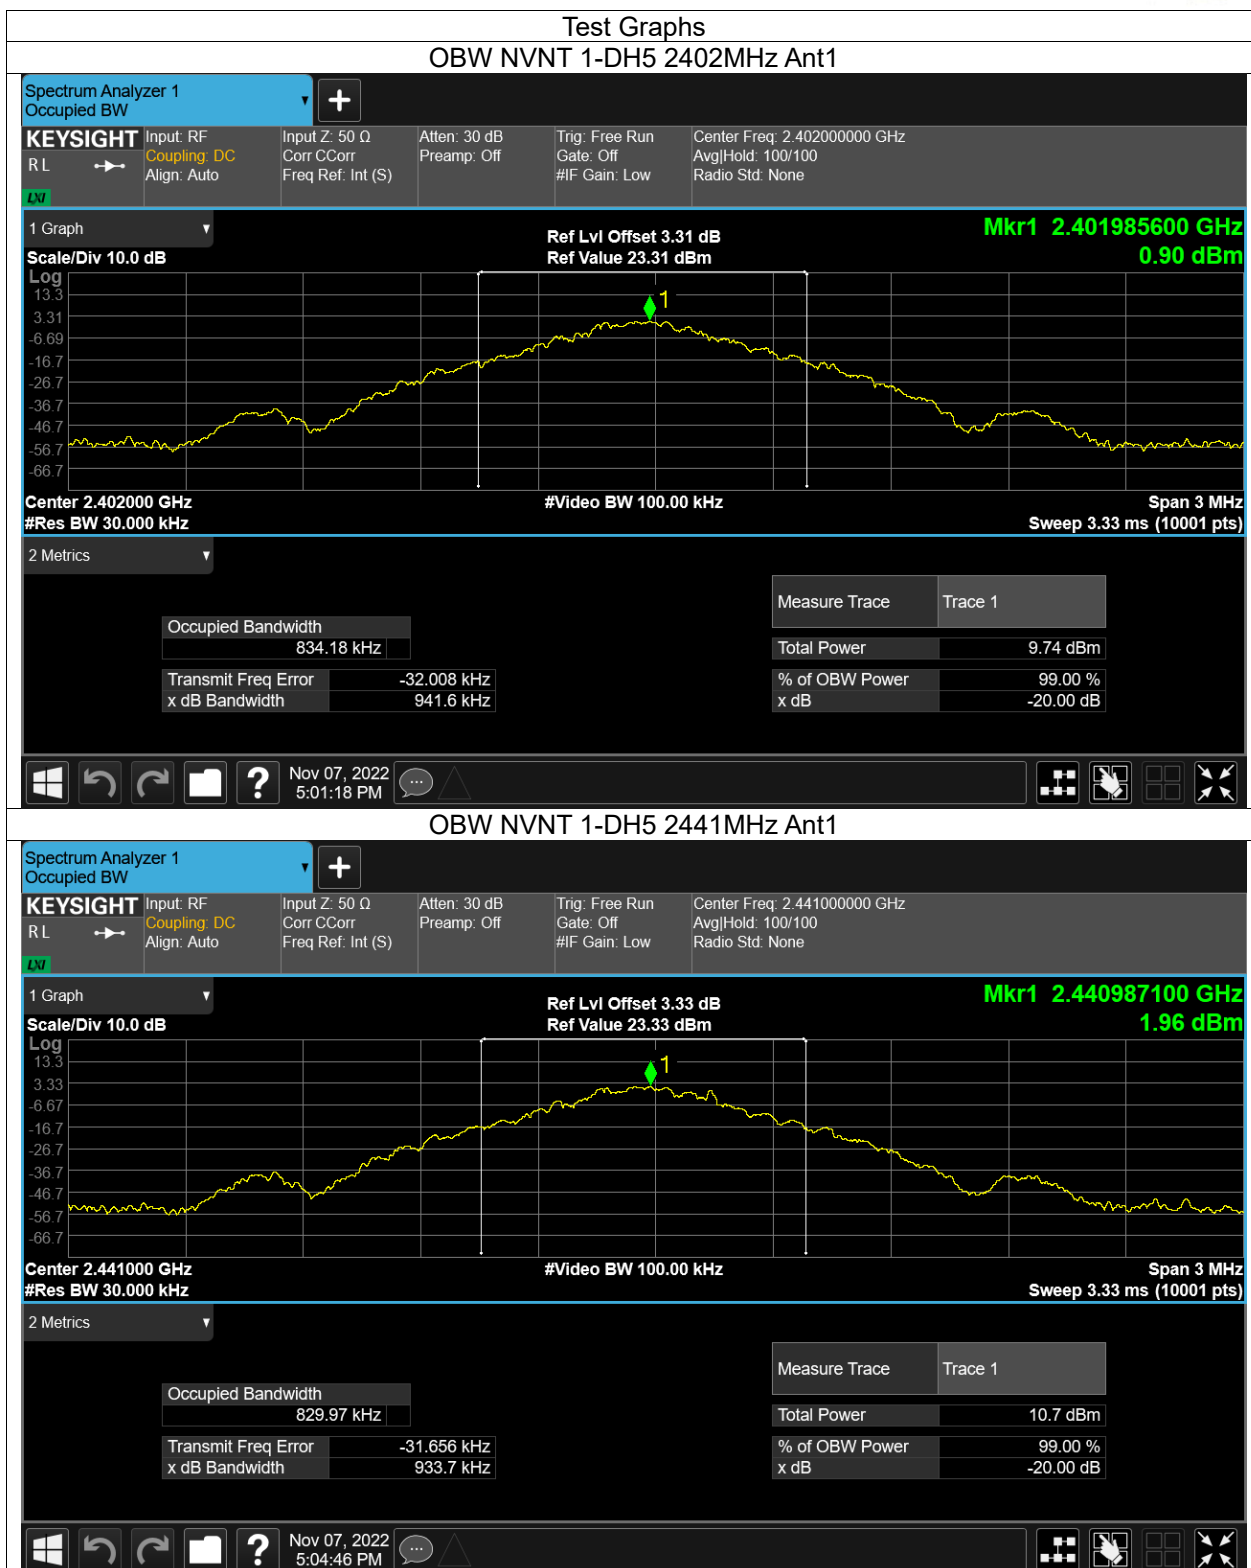 Test Graphs
OBW NVNT 1-DH5 2402MHz Ant1
Spectrum Analyzer 1
Occupied BW
KEYSIGHT Input: RF Input Z: 50 Ω Atten: 30 dB Trig: Free Run Center Freq: 2.402000000 GHz
RL Coupling: DC Corr CCorr Preamp: Off Gate: Off Avg|Hold: 100/100
Align: Auto Freq Ref: Int (S) #IF Gain: Low Radio Std: None
LXI
1 Graph Ref Lvl Offset 3.31 dB Mkr1 2.401985600 GHz
Scale/Div 10.0 dB Ref Value 23.31 dBm 0.90 dBm
Log
13.3
3.31
-6.69
-16.7
-26.7
-36.7
-46.7
-56.7
-66.7
1
Center 2.402000 GHz #Video BW 100.00 kHz Span 3 MHz
#Res BW 30.000 kHz Sweep 3.33 ms (10001 pts)
2 Metrics
Measure Trace Trace 1
Occupied Bandwidth
834.18 kHz Total Power 9.74 dBm
Transmit Freq Error -32.008 kHz % of OBW Power 99.00 %
x dB Bandwidth 941.6 kHz x dB -20.00 dB
Nov 07, 2022
5:01:18 PM
OBW NVNT 1-DH5 2441MHz Ant1
Spectrum Analyzer 1
Occupied BW
KEYSIGHT Input: RF Input Z: 50 Ω Atten: 30 dB Trig: Free Run Center Freq: 2.441000000 GHz
RL Coupling: DC Corr CCorr Preamp: Off Gate: Off Avg|Hold: 100/100
Align: Auto Freq Ref: Int (S) #IF Gain: Low Radio Std: None
LXI
1 Graph Ref Lvl Offset 3.33 dB Mkr1 2.440987100 GHz
Scale/Div 10.0 dB Ref Value 23.33 dBm 1.96 dBm
Log
13.3
3.33
-6.67
-16.7
-26.7
-36.7
-46.7
-56.7
-66.7
1
Center 2.441000 GHz #Video BW 100.00 kHz Span 3 MHz
#Res BW 30.000 kHz Sweep 3.33 ms (10001 pts)
2 Metrics
Measure Trace Trace 1
Occupied Bandwidth
829.97 kHz Total Power 10.7 dBm
Transmit Freq Error -31.656 kHz % of OBW Power 99.00 %
x dB Bandwidth 933.7 kHz x dB -20.00 dB
Nov 07, 2022
5:04:46 PM